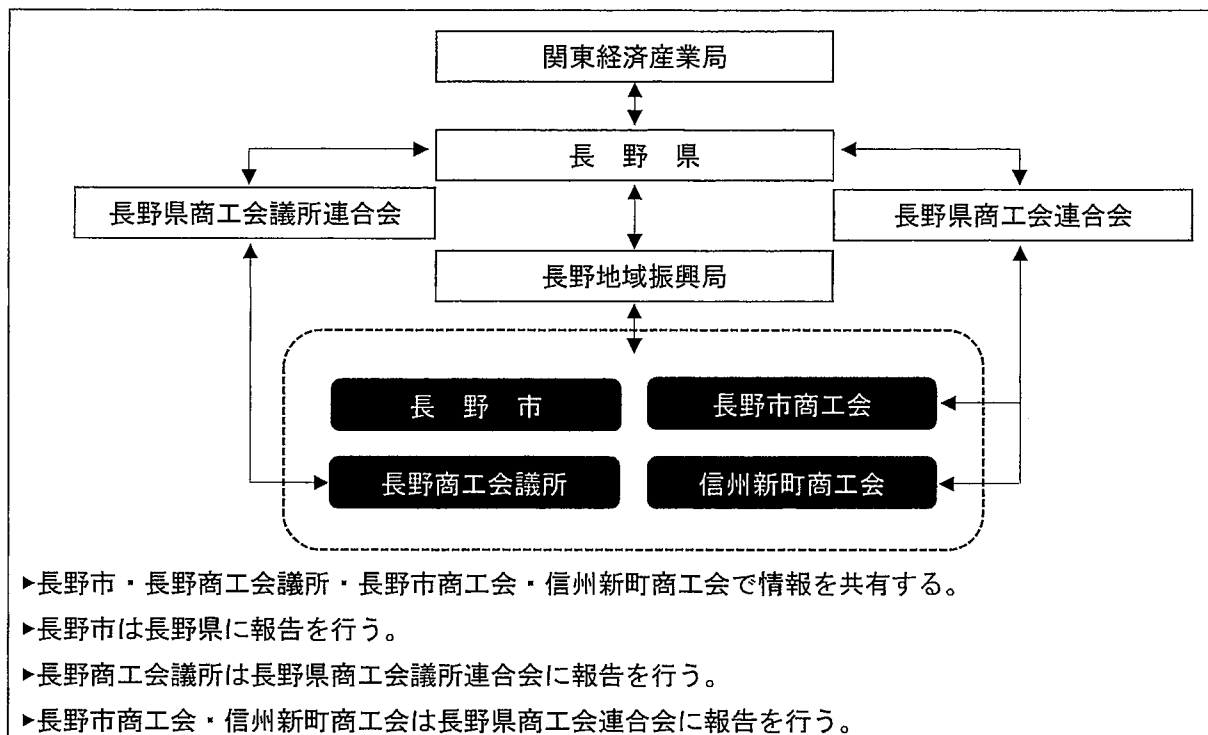 関東経済産業局
長　野　県
長野県商工会議所連合会
長野県商工会連合会
長野地域振興局
長　野　市
長野市商工会
長野商工会議所
信州新町商工会
▸長野市・長野商工会議所・長野市商工会・信州新町商工会で情報を共有する。
▸長野市は長野県に報告を行う。
▸長野商工会議所は長野県商工会議所連合会に報告を行う。
▸長野市商工会・信州新町商工会は長野県商工会連合会に報告を行う。